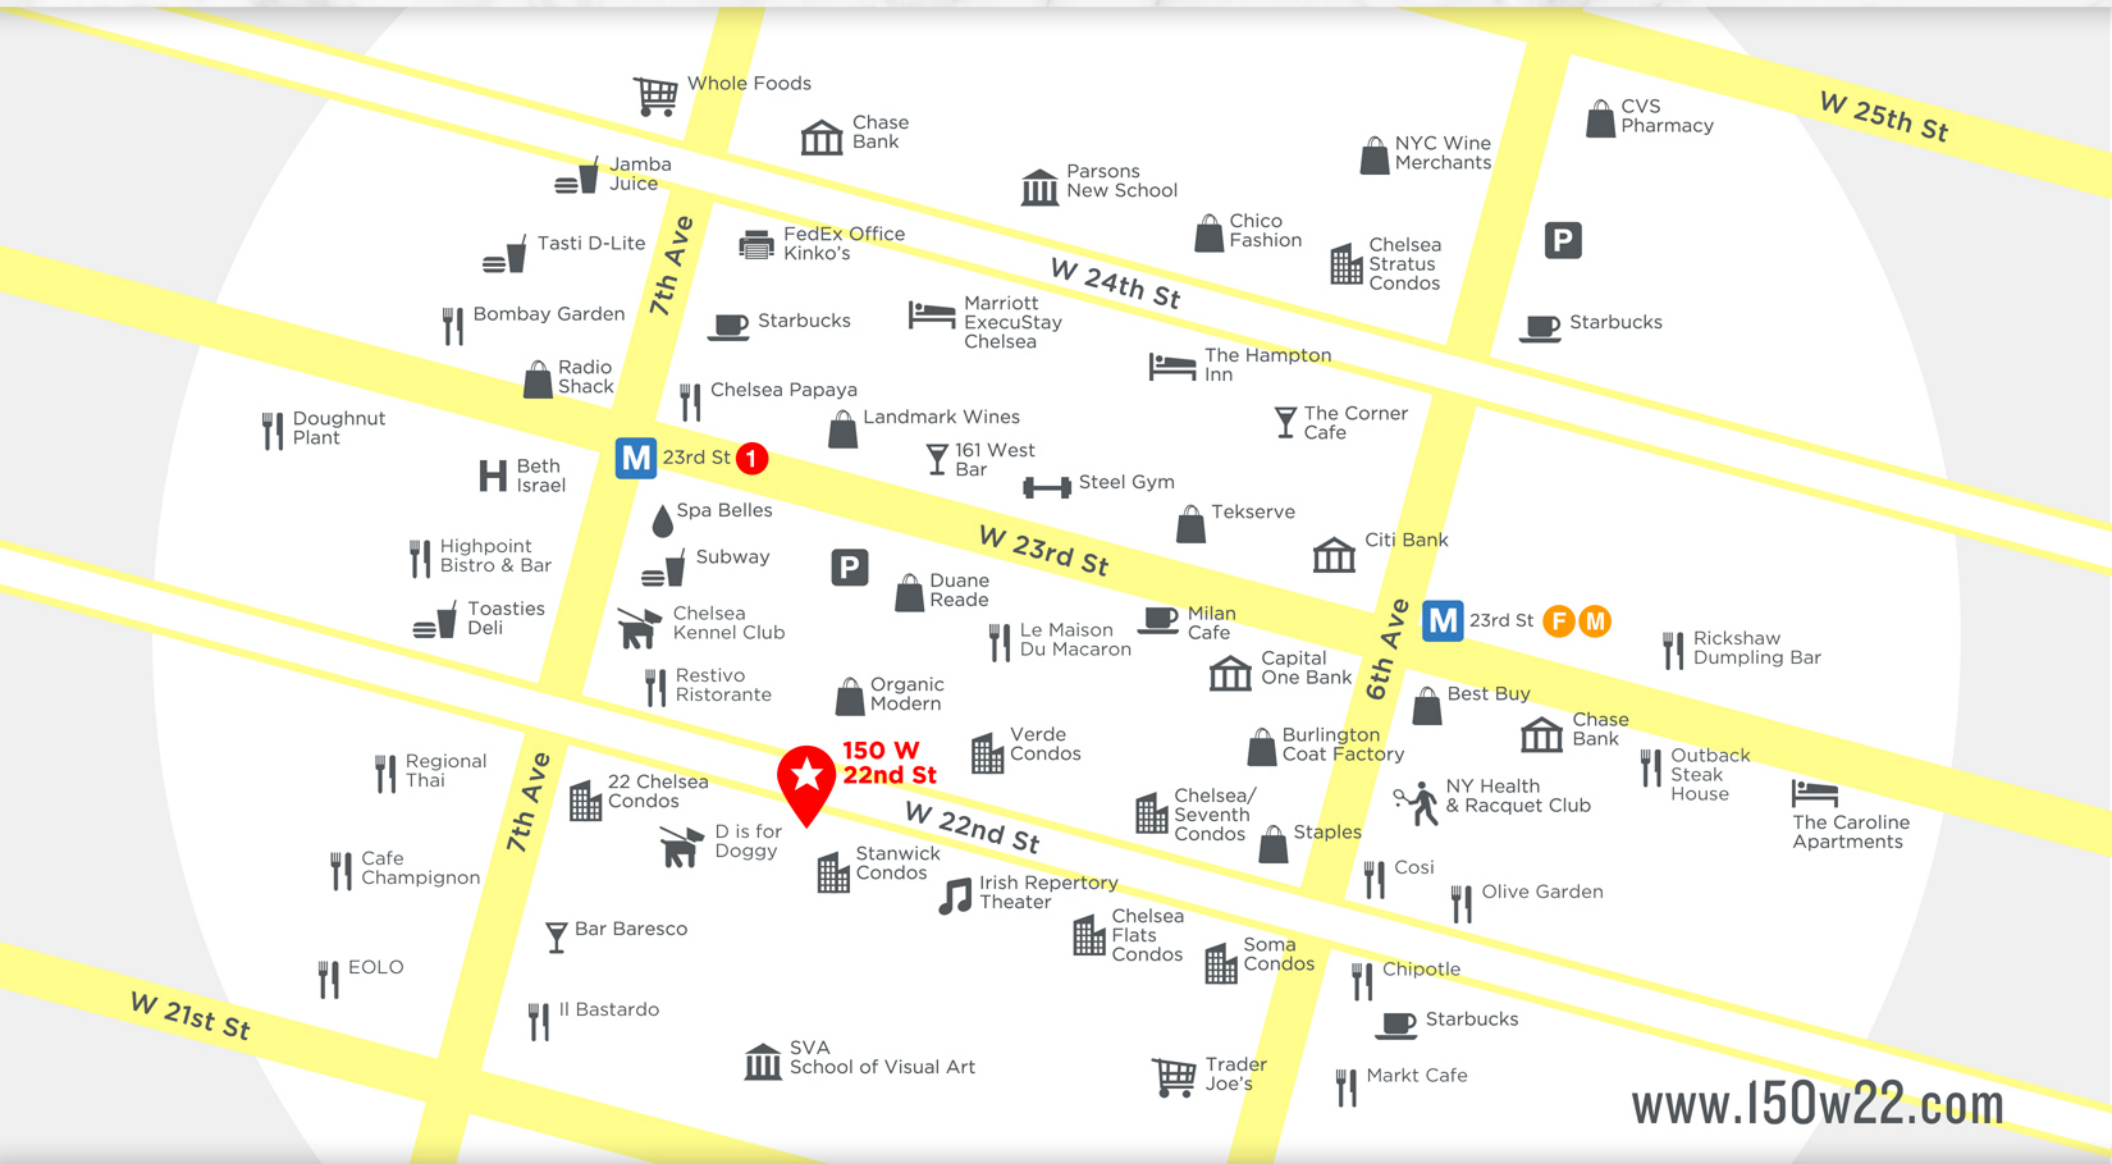 Whole Foods
Chase
Bank
CVS
Pharmacy
W 25th St
NYC Wine
Merchants
Jamba
Juice
Parsons
New School
Chico
Fashion
Tasti D-Lite
7th Ave
FedEx Office
Kinko's
Chelsea
Stratus
Condos
P
W 24th St
Bombay Garden
Starbucks
Marriott
ExecuStay
Chelsea
Starbucks
Radio
Shack
Chelsea Papaya
The Hampton
Inn
Doughnut
Plant
Landmark Wines
The Corner
Cafe
M 23rd St 1
161 West
Bar
H Beth
Israel
Steel Gym
Spa Belles
Tekserve
W 23rd St
Citi Bank
Highpoint
Bistro & Bar
Subway
P
Duane
Reade
Toasties
Deli
Chelsea
Kennel Club
Le Maison
Du Macaron
Milan
Cafe
6th Ave
M 23rd St F M
Rickshaw
Dumpling Bar
Capital
One Bank
Restivo
Ristorante
Organic
Modern
Best Buy
Chase
Bank
150 W
22nd St
Verde
Condos
Burlington
Coat Factory
Outback
Steak
House
Regional
Thai
7th Ave
22 Chelsea
Condos
W 22nd St
Chelsea/
Seventh
Condos
NY Health
& Racquet Club
The Caroline
Apartments
D is for
Doggy
Staples
Cafe
Champignon
Stanwick
Condos
Cosi
Irish Repertory
Theater
Olive Garden
Bar Baresco
Chelsea
Flats
Condos
Soma
Condos
EOLO
Chipotle
W 21st St
Il Bastardo
Starbucks
SVA
School of Visual Art
Trader
Joe's
Markt Cafe
www.150w22.com